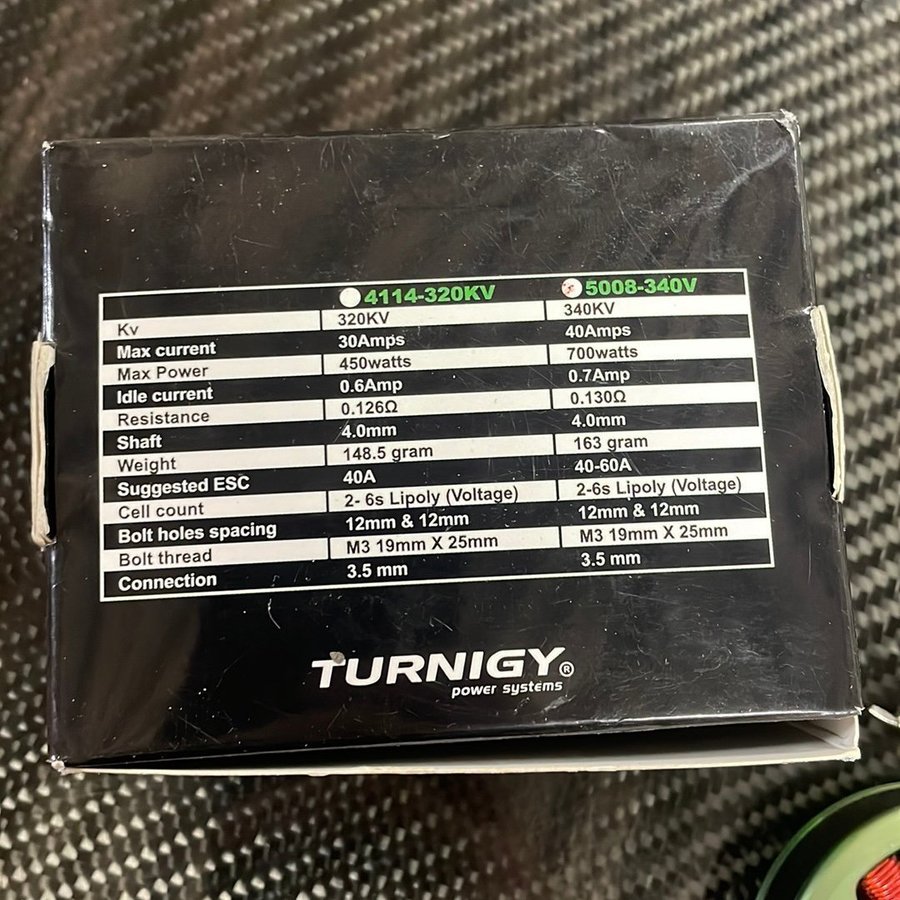 4114-320KV 5008-340V
Kv 320KV 340KV
Max current 30Amps 40Amps
Max Power 450watts 700watts
Idle current 0.6Amp 0.7Amp
Resistance 0.126Ω 0.130Ω
Shaft 4.0mm 4.0mm
Weight 148.5 gram 163 gram
Suggested ESC 40A 40-60A
Cell count 2- 6s Lipoly (Voltage) 2-6s Lipoly (Voltage)
Bolt holes spacing 12mm & 12mm 12mm & 12mm
Bolt thread M3 19mm X 25mm M3 19mm X 25mm
Connection 3.5 mm 3.5 mm
TURNIGY®
power systems